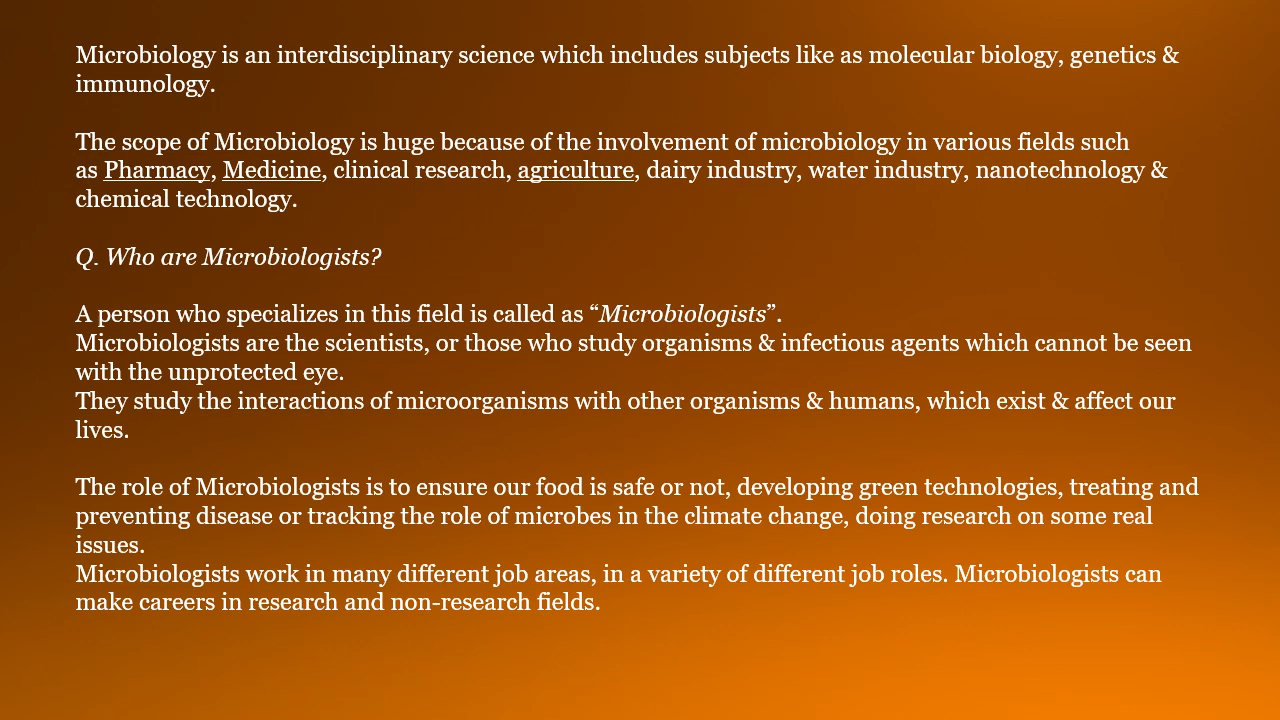 Microbiology is an interdisciplinary science which includes subjects like as molecular biology, genetics &
immunology.
The scope of Microbiology is huge because of the involvement of microbiology in various fields such
as Pharmacy, Medicine, clinical research, agriculture, dairy industry, water industry, nanotechnology &
chemical technology.
Q. Who are Microbiologists?
A person who specializes in this field is called as “Microbiologists”.
Microbiologists are the scientists, or those who study organisms & infectious agents which cannot be seen
with the unprotected eye.
They study the interactions of microorganisms with other organisms & humans, which exist & affect our
lives.
The role of Microbiologists is to ensure our food is safe or not, developing green technologies, treating and
preventing disease or tracking the role of microbes in the climate change, doing research on some real
issues.
Microbiologists work in many different job areas, in a variety of different job roles. Microbiologists can
make careers in research and non-research fields.